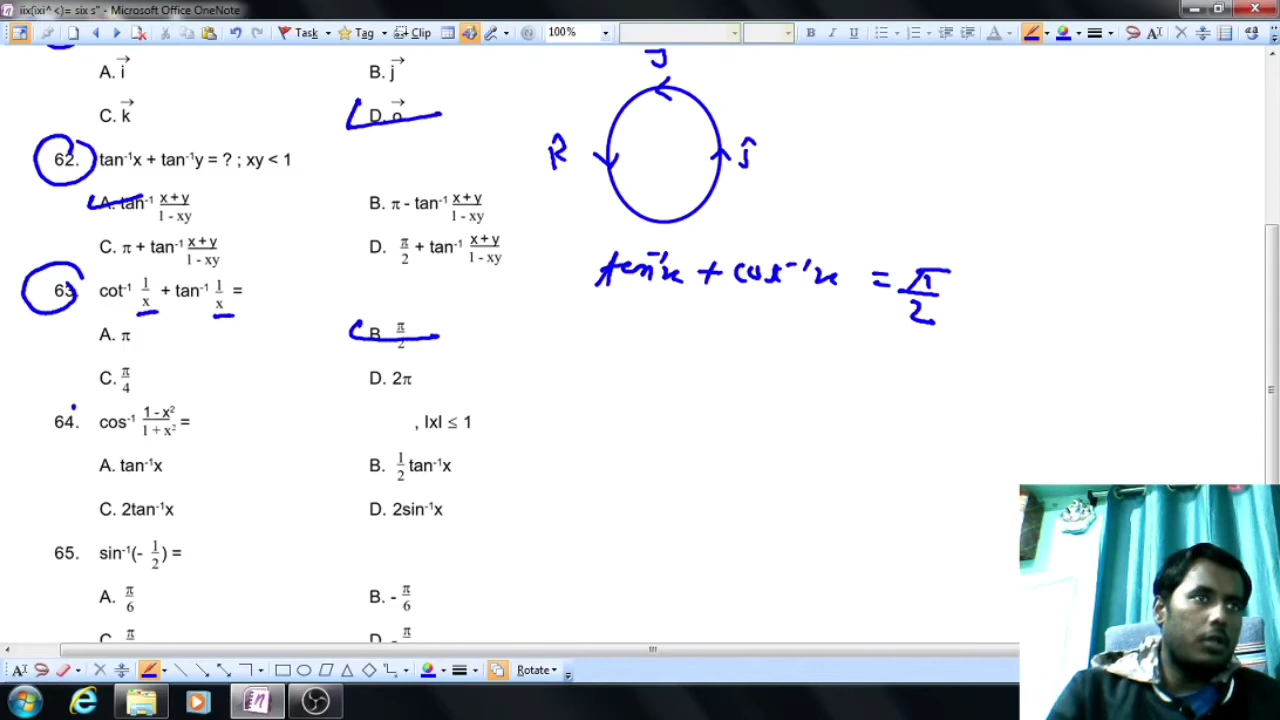 iix(ixi^ <)= six s" - Microsoft Office OneNote
Task Tag Clip 100% B I U A
A. i→ B. j→
C. k→ D. o→
J
62. tan⁻¹x + tan⁻¹y = ? ; xy < 1
k̂ ĵ
A. tan⁻¹ (x + y)/(1 - xy) B. π - tan⁻¹ (x + y)/(1 - xy)
C. π + tan⁻¹ (x + y)/(1 - xy) D. π/2 + tan⁻¹ (x + y)/(1 - xy)
tan⁻¹x + cot⁻¹x = π/2
63. cot⁻¹ 1/x + tan⁻¹ 1/x =
A. π B. π/2
C. π/4 D. 2π
64. cos⁻¹ (1 - x²)/(1 + x²) = , |x| ≤ 1
A. tan⁻¹x B. 1/2 tan⁻¹x
C. 2tan⁻¹x D. 2sin⁻¹x
65. sin⁻¹(- 1/2) =
A. π/6 B. - π/6
C. π D. - π
Rotate